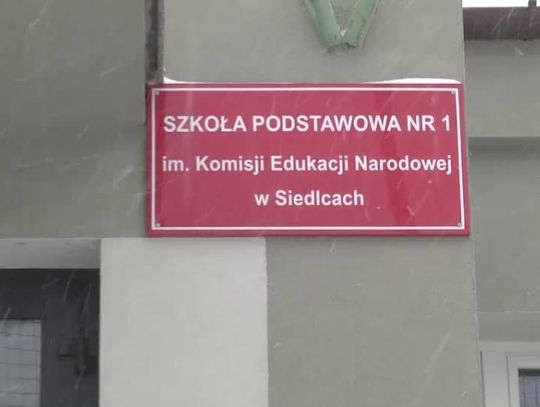 SZKOŁA PODSTAWOWA NR 1
im. Komisji Edukacji Narodowej
w Siedlcach